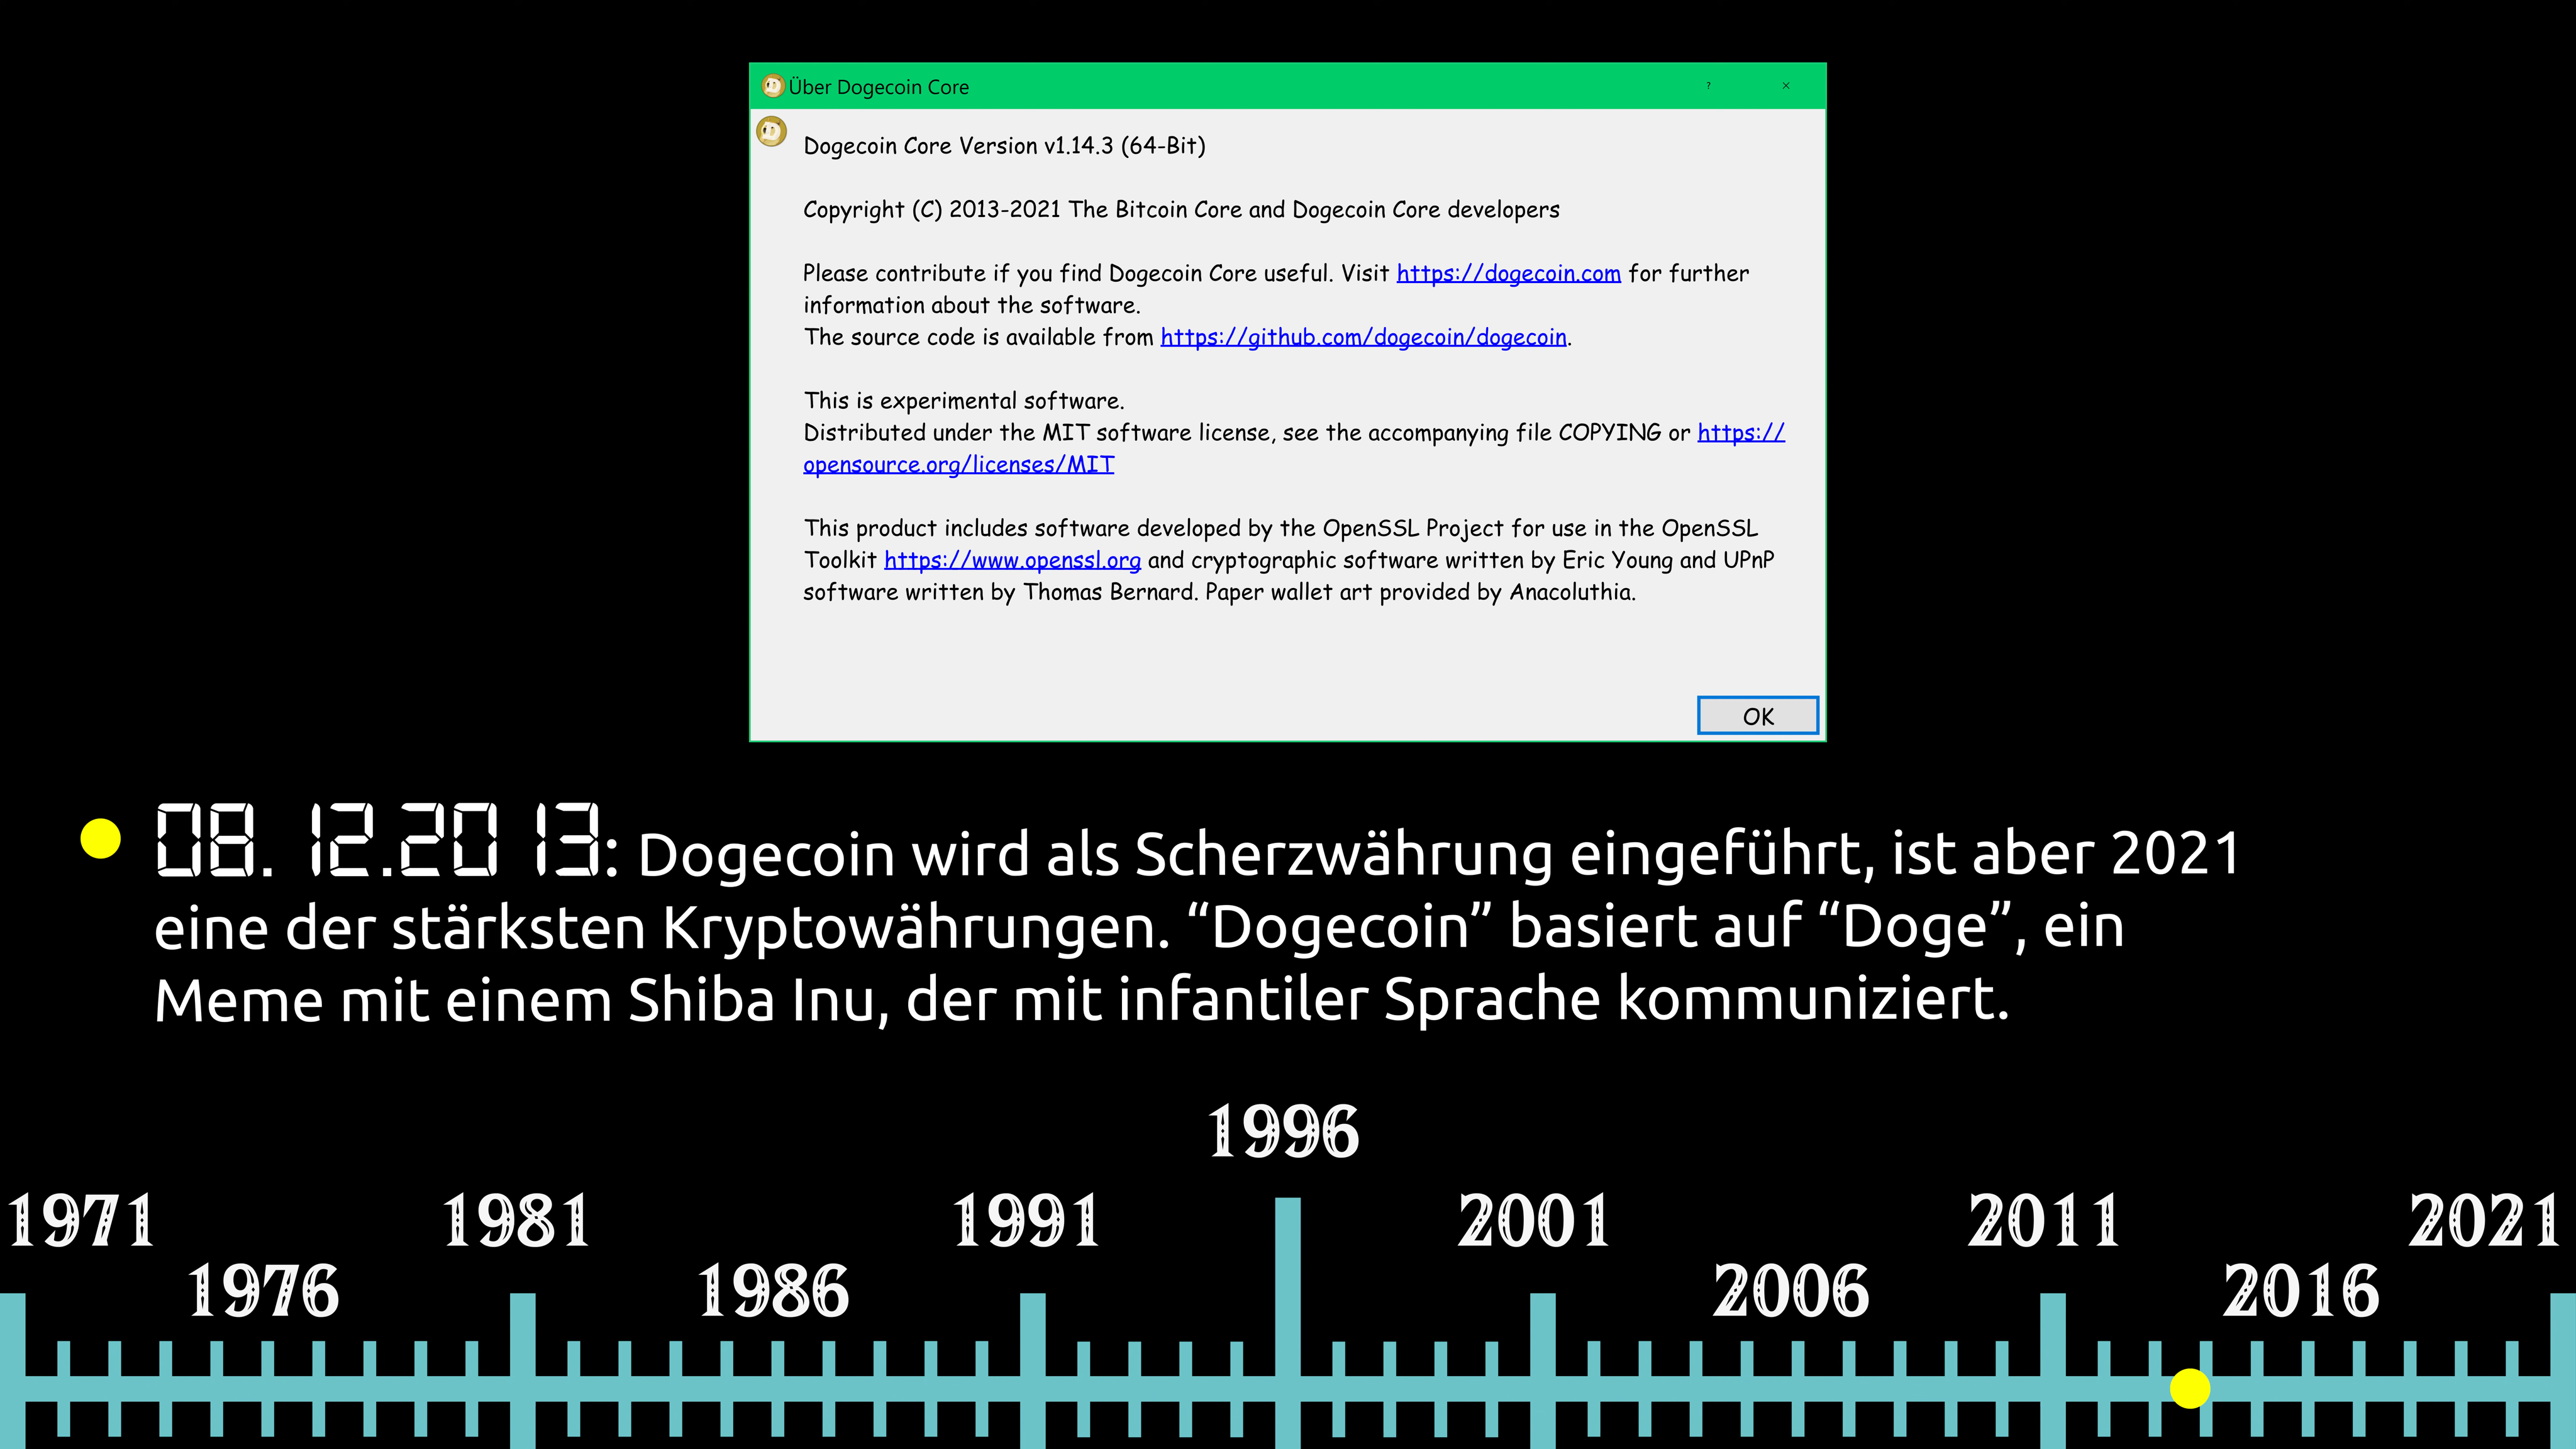 Über Dogecoin Core
?
×
Dogecoin Core Version v1.14.3 (64-Bit)
Copyright (C) 2013-2021 The Bitcoin Core and Dogecoin Core developers
Please contribute if you find Dogecoin Core useful. Visit https://dogecoin.com for further
information about the software.
The source code is available from https://github.com/dogecoin/dogecoin.
This is experimental software.
Distributed under the MIT software license, see the accompanying file COPYING or https://
opensource.org/licenses/MIT
This product includes software developed by the OpenSSL Project for use in the OpenSSL
Toolkit https://www.openssl.org and cryptographic software written by Eric Young and UPnP
software written by Thomas Bernard. Paper wallet art provided by Anacoluthia.
OK
08.12.2013: Dogecoin wird als Scherzwährung eingeführt, ist aber 2021
eine der stärksten Kryptowährungen. “Dogecoin” basiert auf “Doge”, ein
Meme mit einem Shiba Inu, der mit infantiler Sprache kommuniziert.
1996
1971 1981 1991 2001 2011 2021
1976 1986 2006 2016